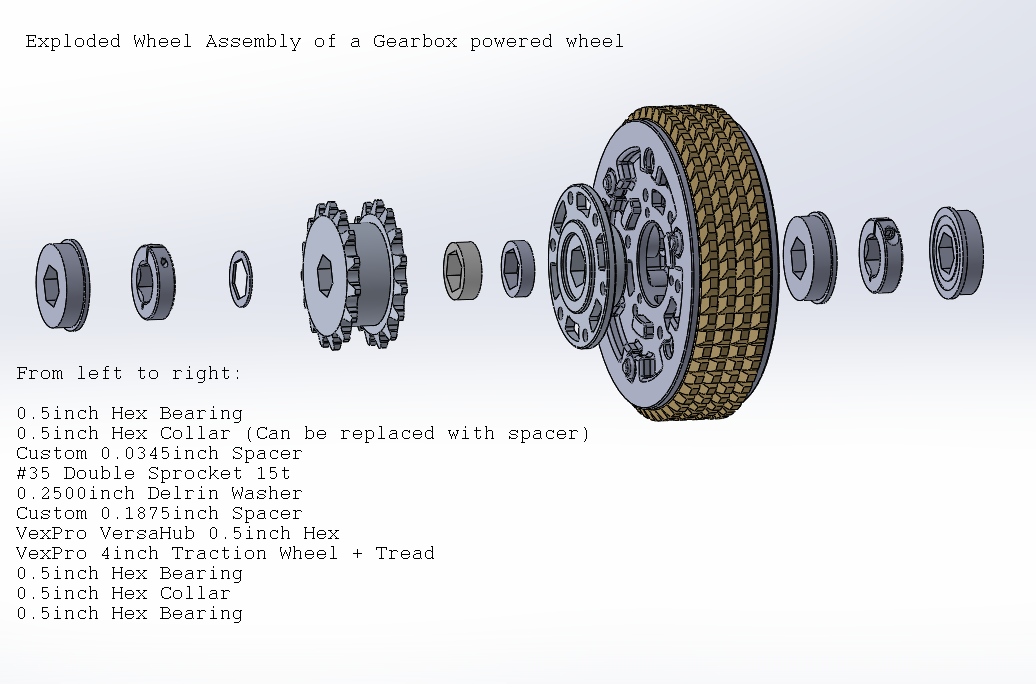 Exploded Wheel Assembly of a Gearbox powered wheel
From left to right:
0.5inch Hex Bearing
0.5inch Hex Collar (Can be replaced with spacer)
Custom 0.0345inch Spacer
#35 Double Sprocket 15t
0.2500inch Delrin Washer
Custom 0.1875inch Spacer
VexPro VersaHub 0.5inch Hex
VexPro 4inch Traction Wheel + Tread
0.5inch Hex Bearing
0.5inch Hex Collar
0.5inch Hex Bearing